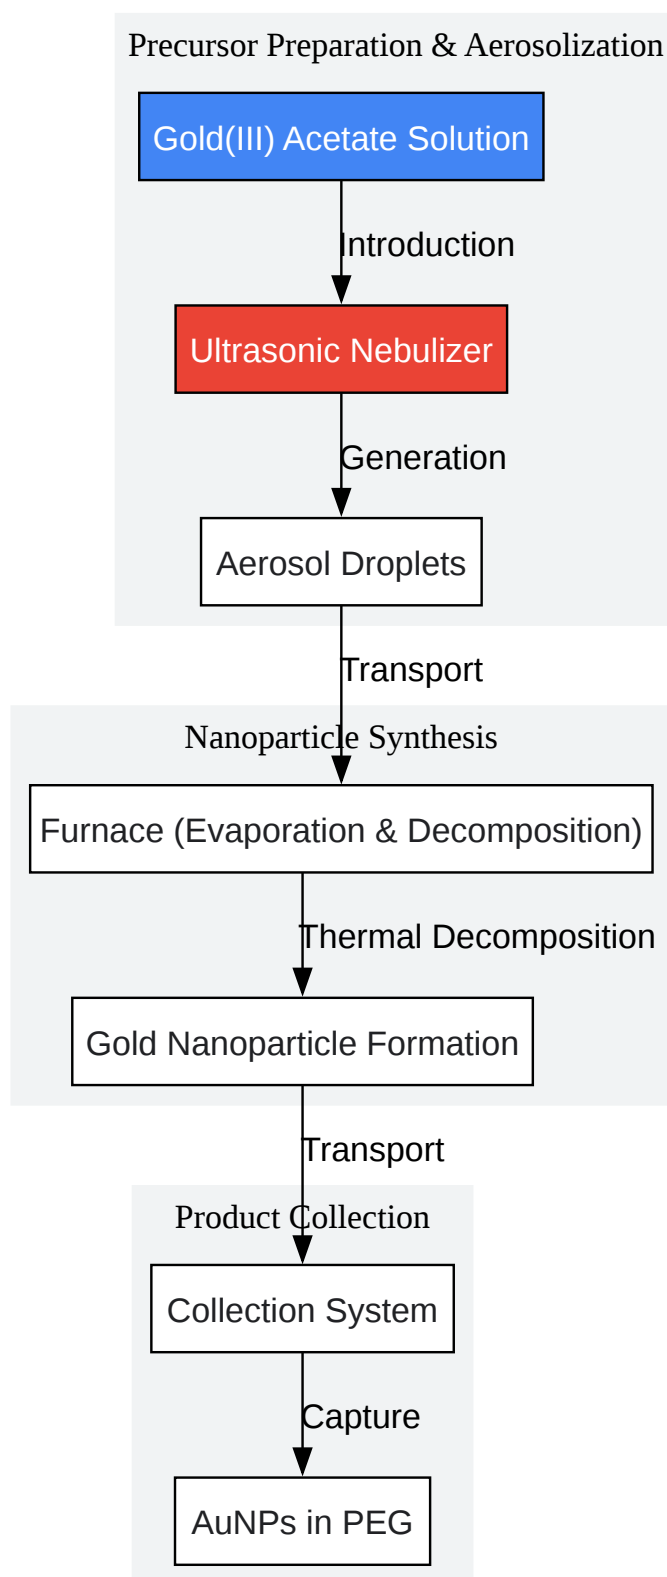 Precursor Preparation & Aerosolization
Gold(III) Acetate Solution
Introduction
Ultrasonic Nebulizer
Generation
Aerosol Droplets
Transport
Nanoparticle Synthesis
Furnace (Evaporation & Decomposition)
Thermal Decomposition
Gold Nanoparticle Formation
Transport
Product Collection
Collection System
Capture
AuNPs in PEG